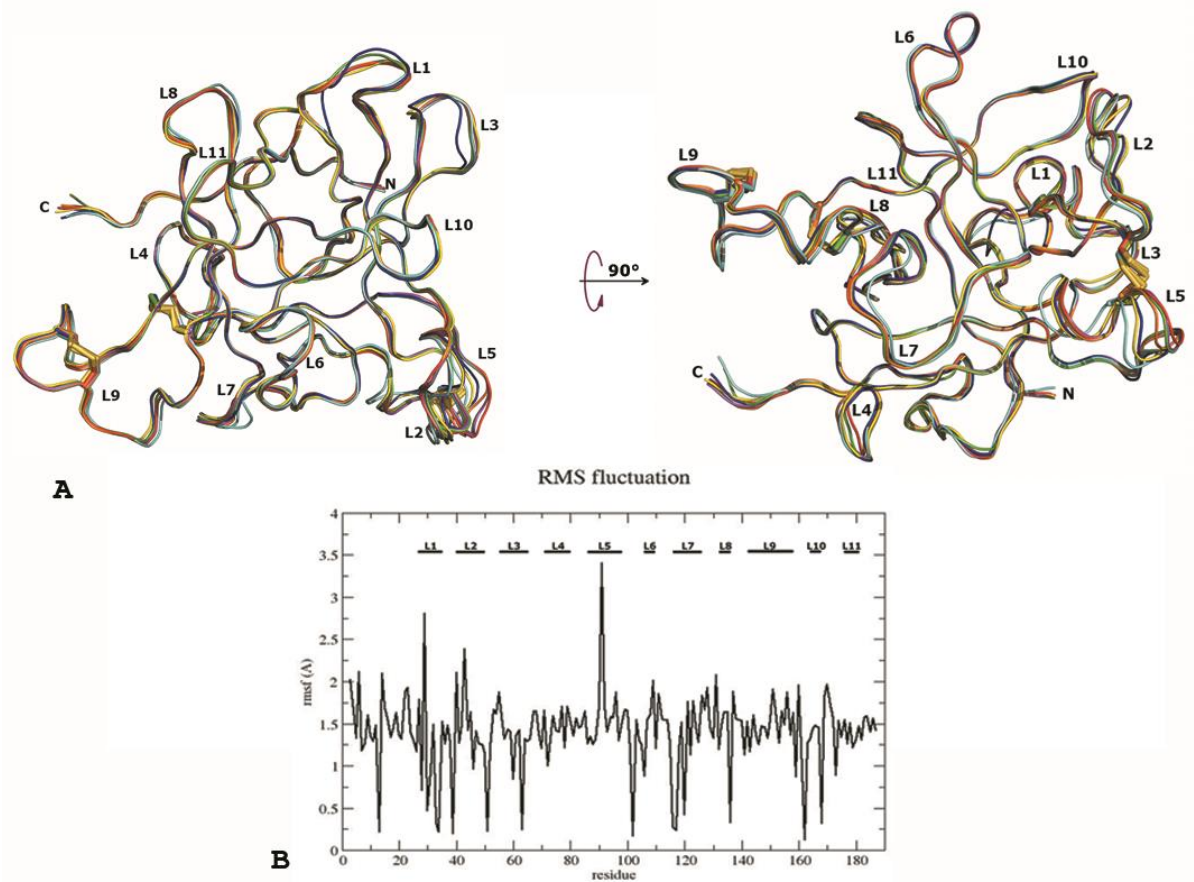 L1
L8
L3
L11
N
C
L10
L4
L6
L5
L9
L7
L2
90°
L6
L10
L2
L9
L11
L1
L8
L3
L5
L7
C
N
L4
A
RMS fluctuation
L1 L2 L3 L4 L5 L6 L7 L8 L9 L10 L11
4
3.5
3
2.5
2
1.5
1
0.5
0
rmsf (A)
0 20 40 60 80 100 120 140 160 180
residue
B